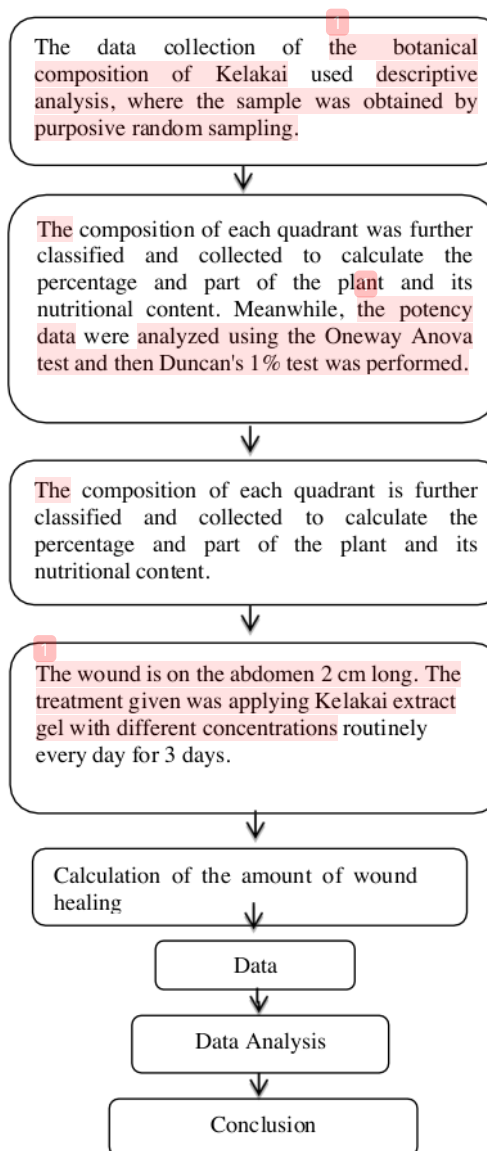 1
The data collection of the botanical
composition of Kelakai used descriptive
analysis, where the sample was obtained by
purposive random sampling.
The composition of each quadrant was further
classified and collected to calculate the
percentage and part of the plant and its
nutritional content. Meanwhile, the potency
data were analyzed using the Oneway Anova
test and then Duncan's 1% test was performed.
The composition of each quadrant is further
classified and collected to calculate the
percentage and part of the plant and its
nutritional content.
1
The wound is on the abdomen 2 cm long. The
treatment given was applying Kelakai extract
gel with different concentrations routinely
every day for 3 days.
Calculation of the amount of wound
healing
Data
Data Analysis
Conclusion